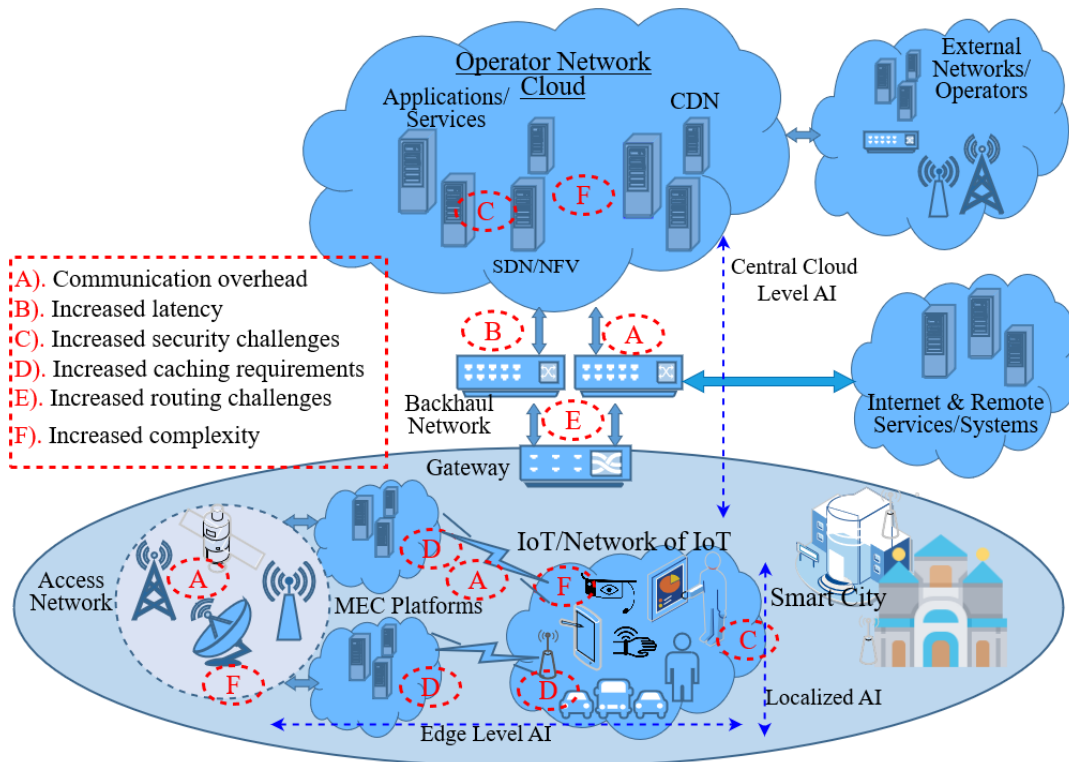 Operator Network
Cloud
Applications/
Services
CDN
C
F
SDN/NFV
External
Networks/
Operators
A). Communication overhead
B). Increased latency
C). Increased security challenges
D). Increased caching requirements
E). Increased routing challenges
F). Increased complexity
Central Cloud
Level AI
B
A
Backhaul
Network
E
Gateway
Internet & Remote
Services/Systems
Access
Network
A
F
D
A
MEC Platforms
D
IoT/Network of IoT
F
C
D
Smart City
Localized AI
Edge Level AI